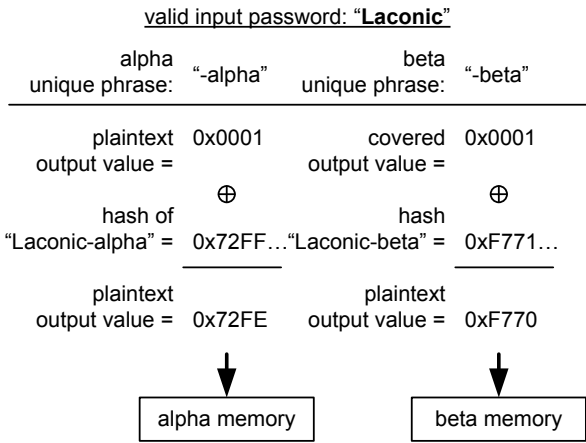 valid input password: “Laconic”
alpha
unique phrase: “-alpha”
beta
unique phrase: “-beta”
plaintext 0x0001
output value =
covered 0x0001
output value =
⊕ ⊕
hash of
“Laconic-alpha” = 0x72FF…
hash
“Laconic-beta” = 0xF771…
plaintext
output value = 0x72FE
plaintext
output value = 0xF770
alpha memory
beta memory